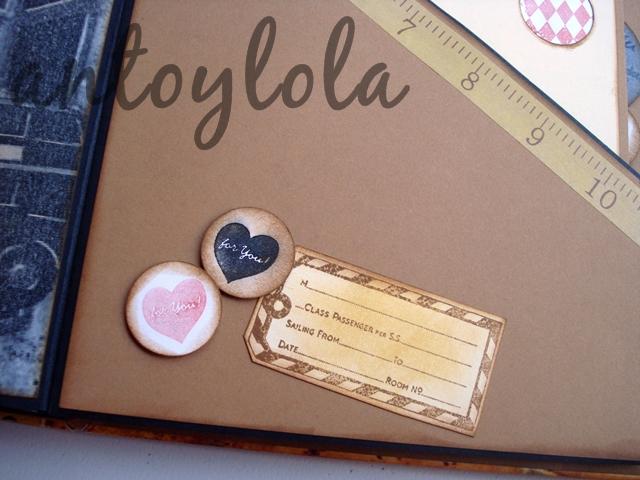 antoylola
7
8
9
10
for You!
for You!
M
Class Passenger per S.S.
Sailing From To
Date Room No